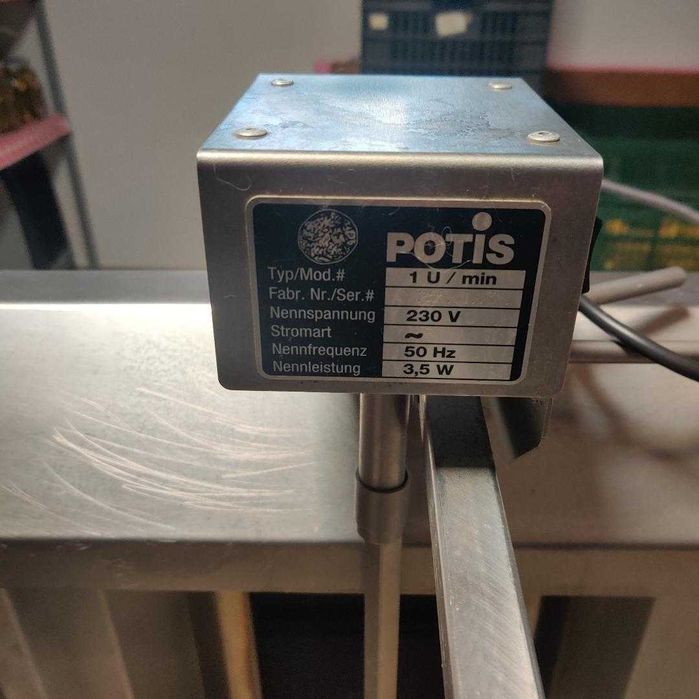 POTIS
Typ/Mod.# 1 U / min
Fabr. Nr./Ser.#
Nennspannung 230 V
Stromart ~
Nennfrequenz 50 Hz
Nennleistung 3,5 W